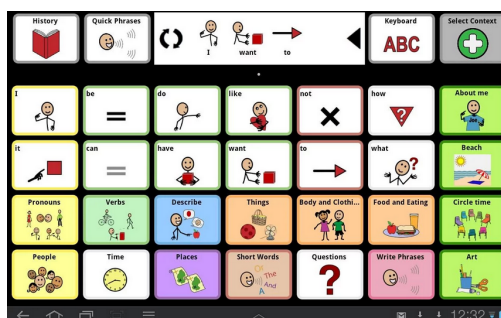 History
Quick Phrases
I want to
Keyboard
ABC
Select Context
I be do like not how About me
Joe
it can have want to what Beach
Pronouns Verbs Describe Things Body and Clothi... Food and Eating Circle time
The
And
A
People Time Places Short Words Questions Write Phrases Art
12:32